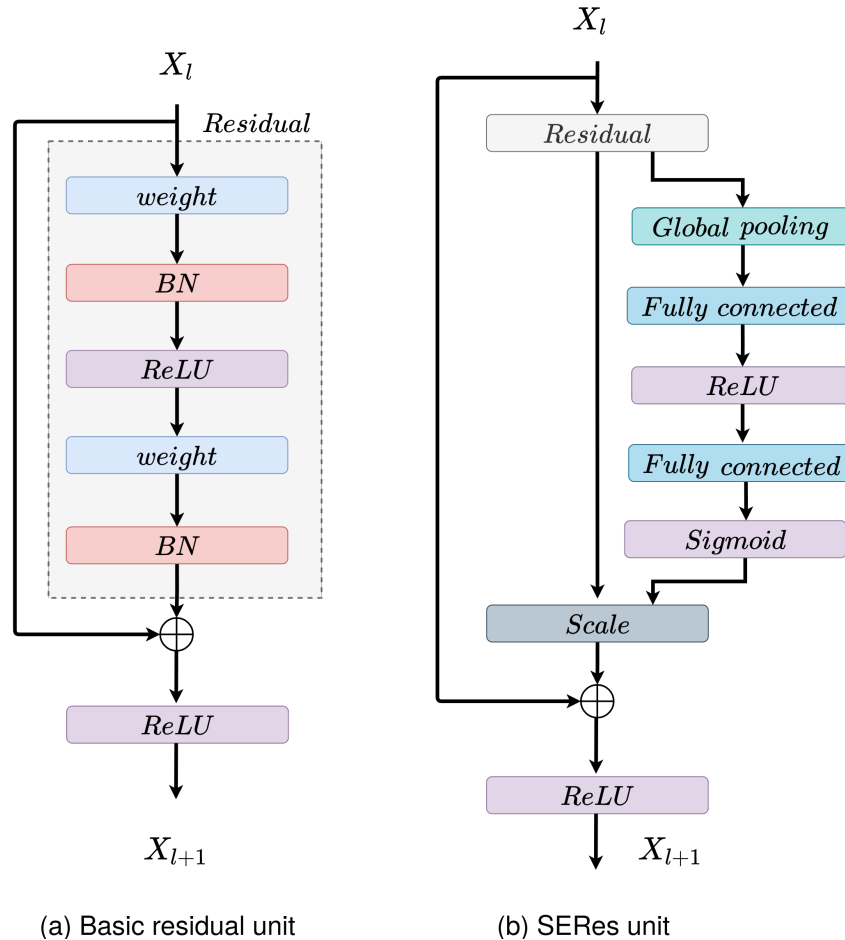 X_l
Residual
weight
BN
ReLU
weight
BN
ReLU
X_{l+1}
(a) Basic residual unit
X_l
Residual
Global pooling
Fully connected
ReLU
Fully connected
Sigmoid
Scale
ReLU
X_{l+1}
(b) SERes unit